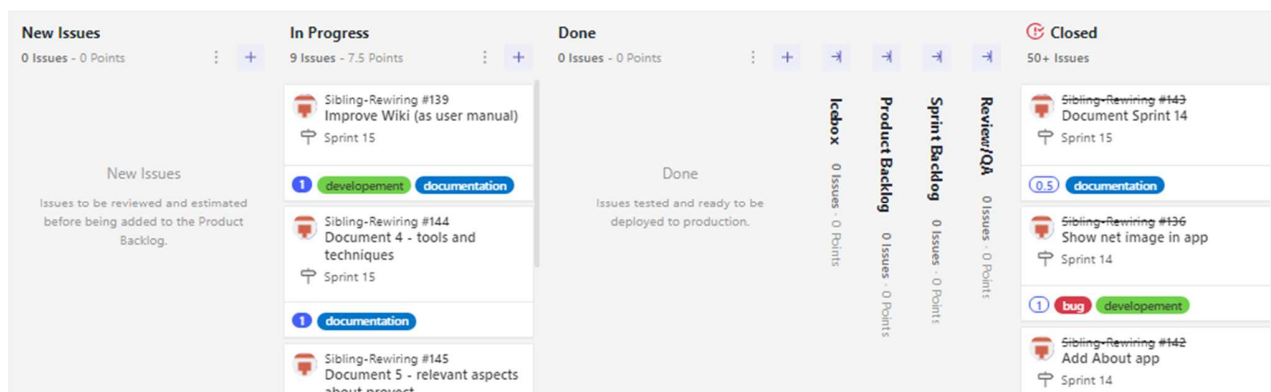 New Issues
0 Issues - 0 Points
In Progress
9 Issues - 7.5 Points
Sibling-Rewiring #139
Improve Wiki (as user manual)
Sprint 15
1 developement documentation
Sibling-Rewiring #144
Document 4 - tools and
techniques
Sprint 15
1 documentation
Sibling-Rewiring #145
Document 5 - relevant aspects
about proyect
Done
0 Issues - 0 Points
New Issues
Issues to be reviewed and estimated
before being added to the Product
Backlog.
Done
Issues tested and ready to be
deployed to production.
Icebox 0 Issues - 0 Points
Product Backlog 0 Issues - 0 Points
Sprint Backlog 0 Issues - 0 Points
Review/QA 0 Issues - 0 Points
Closed
50+ Issues
Sibling-Rewiring #143
Document Sprint 14
Sprint 15
0.5 documentation
Sibling-Rewiring #136
Show net image in app
Sprint 14
1 bug developement
Sibling-Rewiring #142
Add About app
Sprint 14